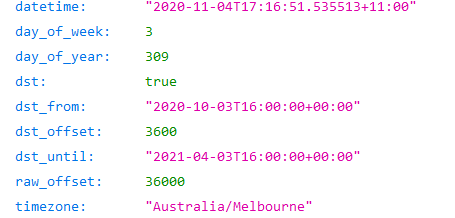 datetime: "2020-11-04T17:16:51.535513+11:00"
day_of_week: 3
day_of_year: 309
dst: true
dst_from: "2020-10-03T16:00:00+00:00"
dst_offset: 3600
dst_until: "2021-04-03T16:00:00+00:00"
raw_offset: 36000
timezone: "Australia/Melbourne"